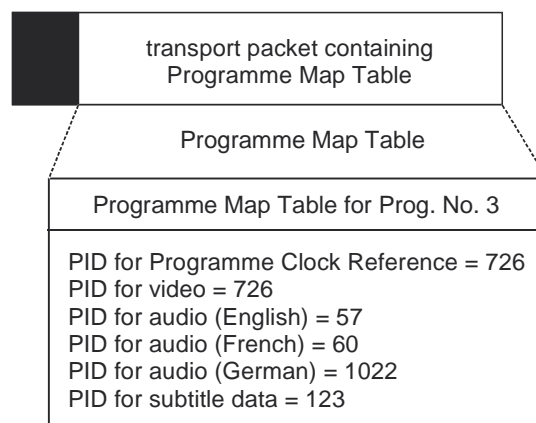 transport packet containing
Programme Map Table
Programme Map Table
Programme Map Table for Prog. No. 3
PID for Programme Clock Reference = 726
PID for video = 726
PID for audio (English) = 57
PID for audio (French) = 60
PID for audio (German) = 1022
PID for subtitle data = 123